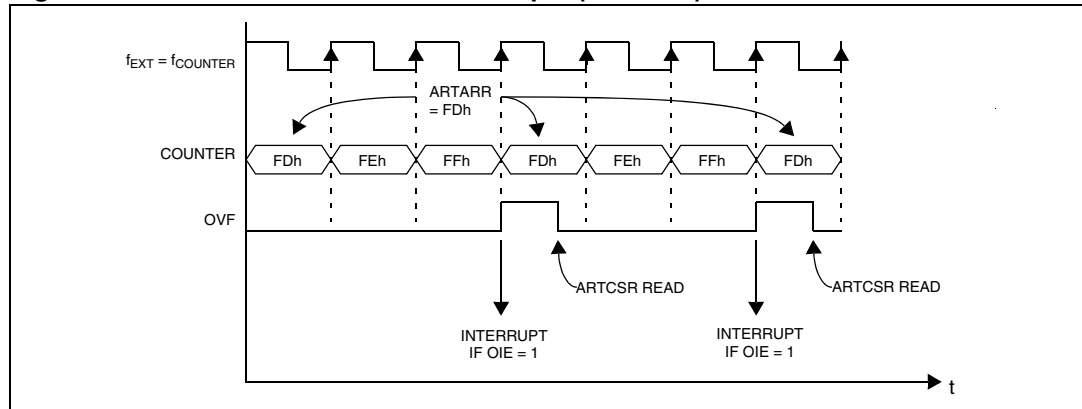 fEXT = fCOUNTER
ARTARR
= FDh
COUNTER
FDh FEh FFh FDh FEh FFh FDh
OVF
ARTCSR READ ARTCSR READ
INTERRUPT INTERRUPT
IF OIE = 1 IF OIE = 1
t